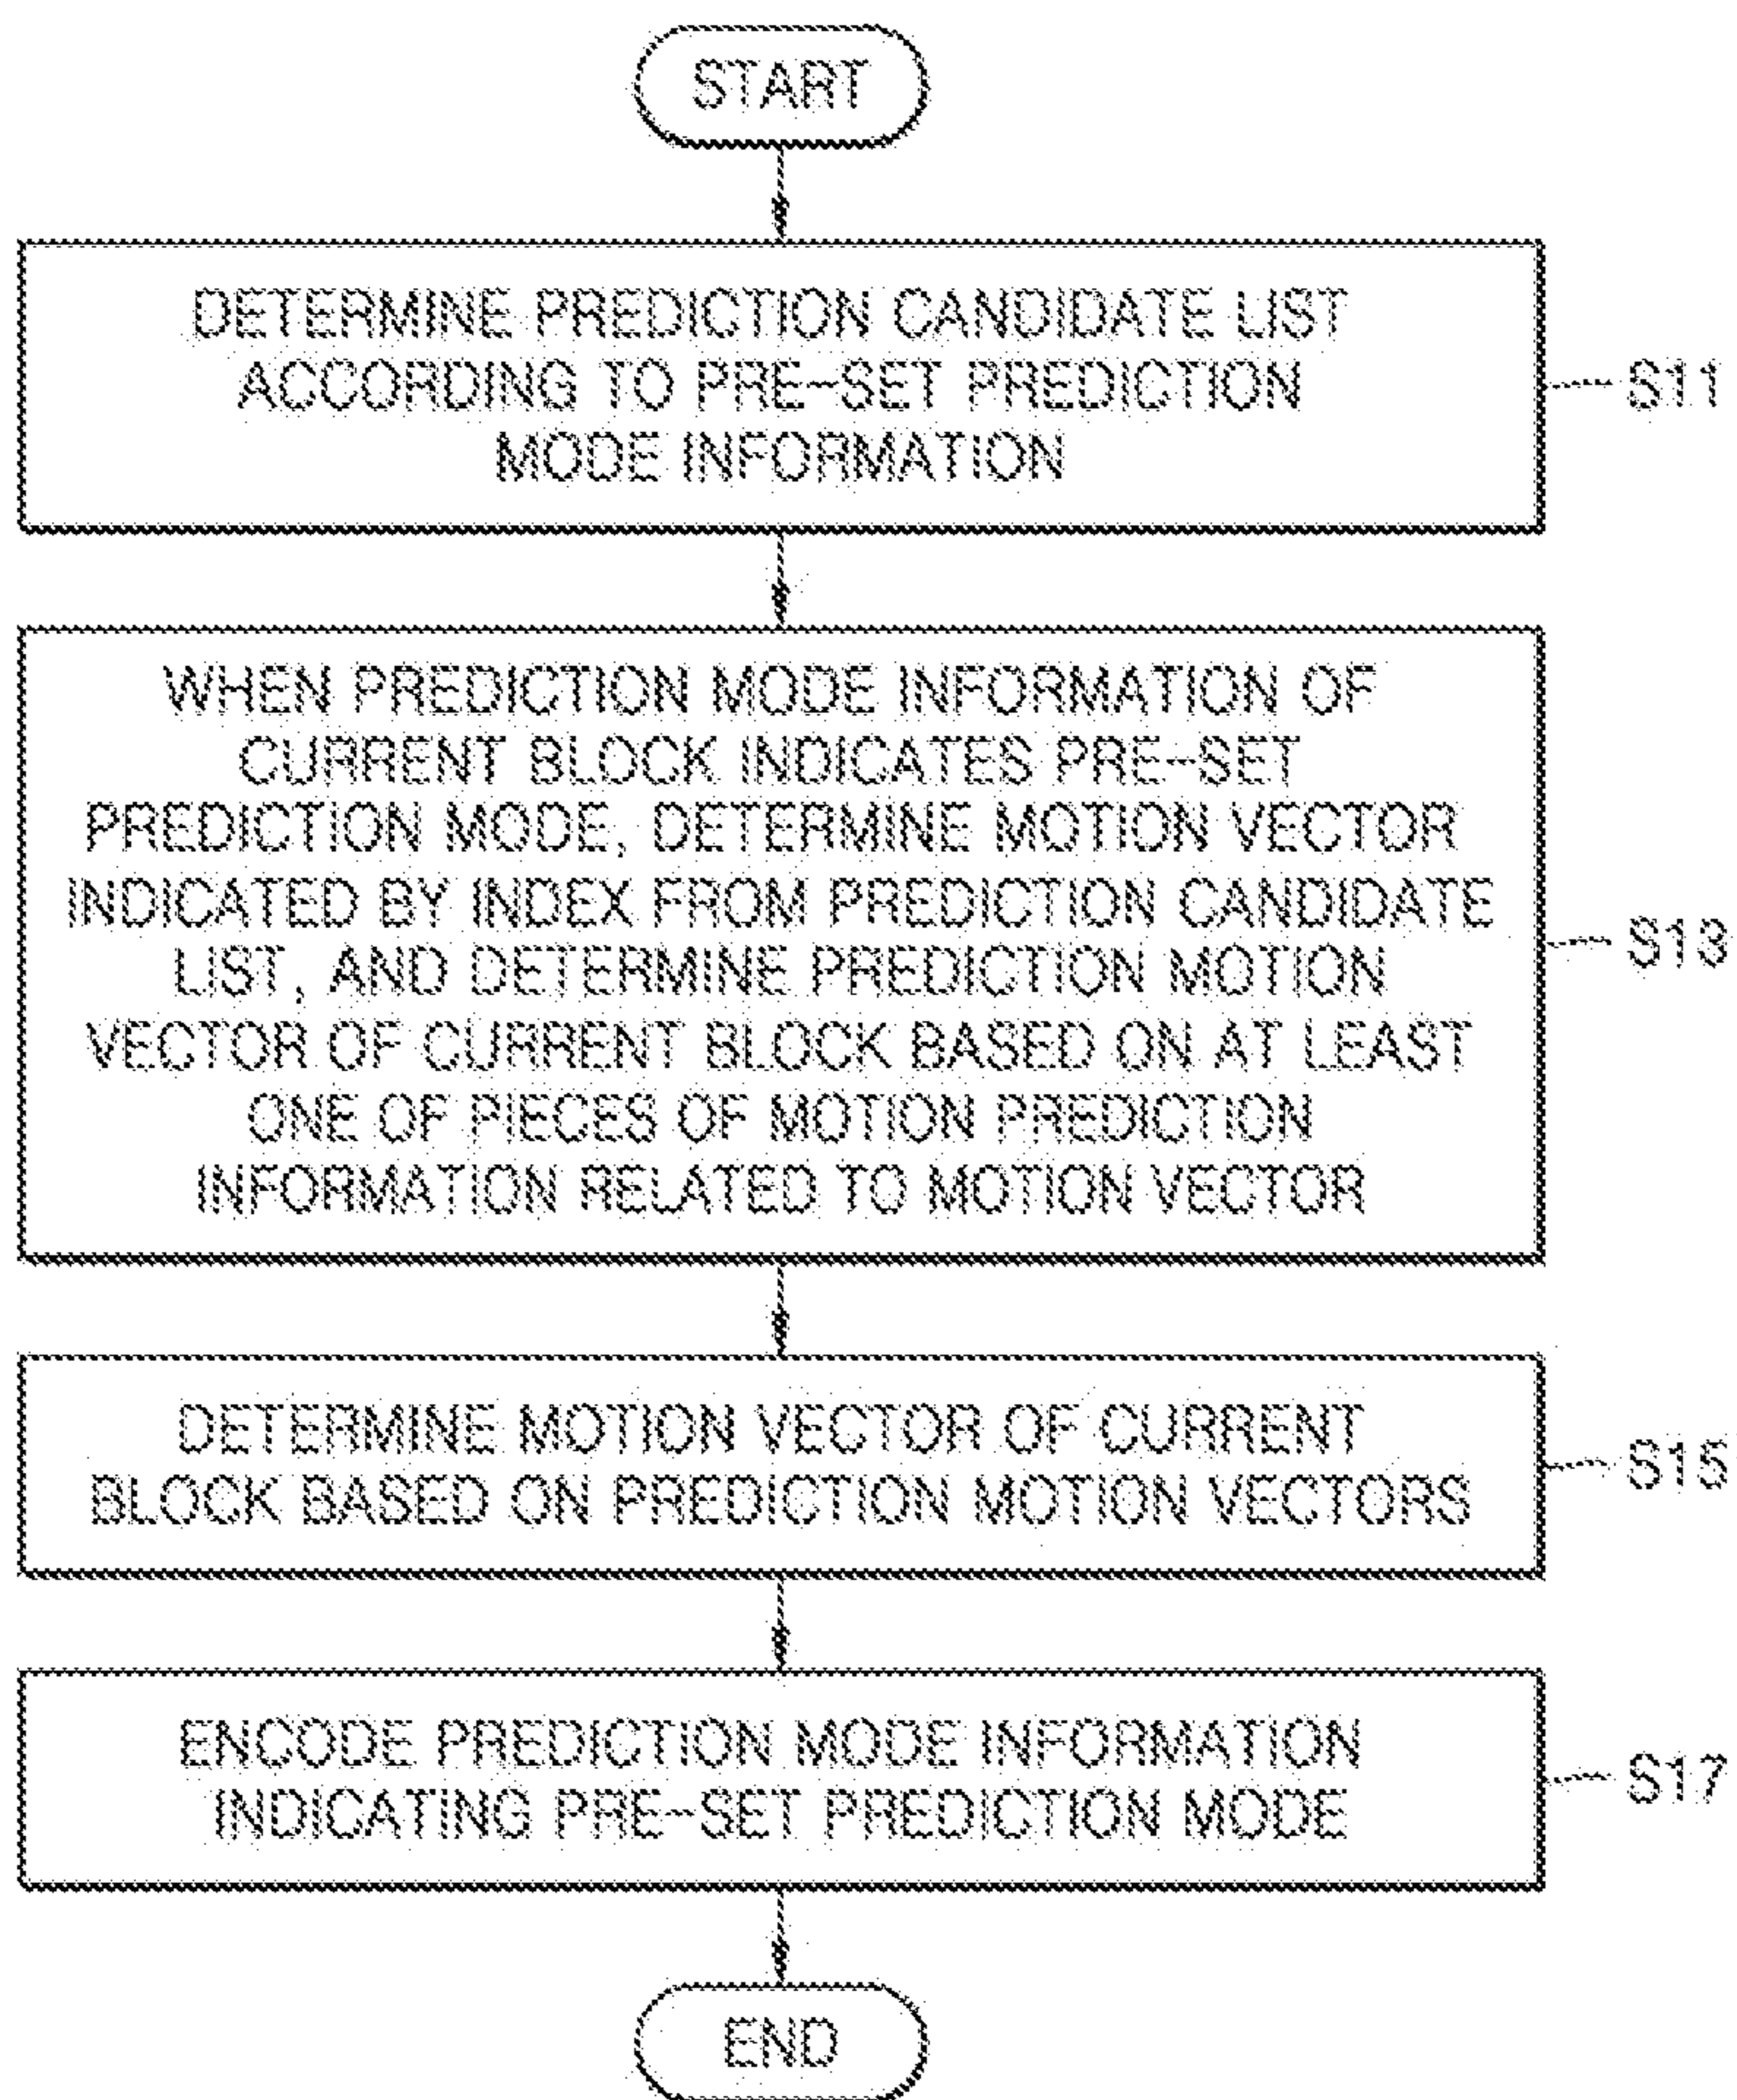 START
DETERMINE PREDICTION CANDIDATE LIST
ACCORDING TO PRE-SET PREDICTION
MODE INFORMATION
S11
WHEN PREDICTION MODE INFORMATION OF
CURRENT BLOCK INDICATES PRE-SET
PREDICTION MODE, DETERMINE MOTION VECTOR
INDICATED BY INDEX FROM PREDICTION CANDIDATE
LIST, AND DETERMINE PREDICTION MOTION
VECTOR OF CURRENT BLOCK BASED ON AT LEAST
ONE OF PIECES OF MOTION PREDICTION
INFORMATION RELATED TO MOTION VECTOR
S13
DETERMINE MOTION VECTOR OF CURRENT
BLOCK BASED ON PREDICTION MOTION VECTORS
S15
ENCODE PREDICTION MODE INFORMATION
INDICATING PRE-SET PREDICTION MODE
S17
END